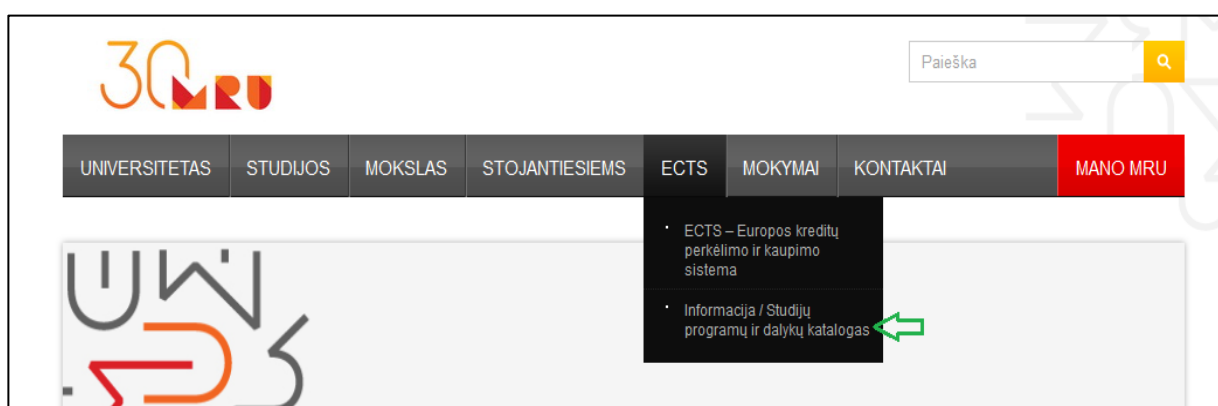 30 MRU
Paieška
UNIVERSITETAS STUDIJOS MOKSLAS STOJANTIESIEMS ECTS MOKYMAI KONTAKTAI MANO MRU
ECTS – Europos kreditų
perkėlimo ir kaupimo
sistema
Informacija / Studijų
programų ir dalykų katalogas